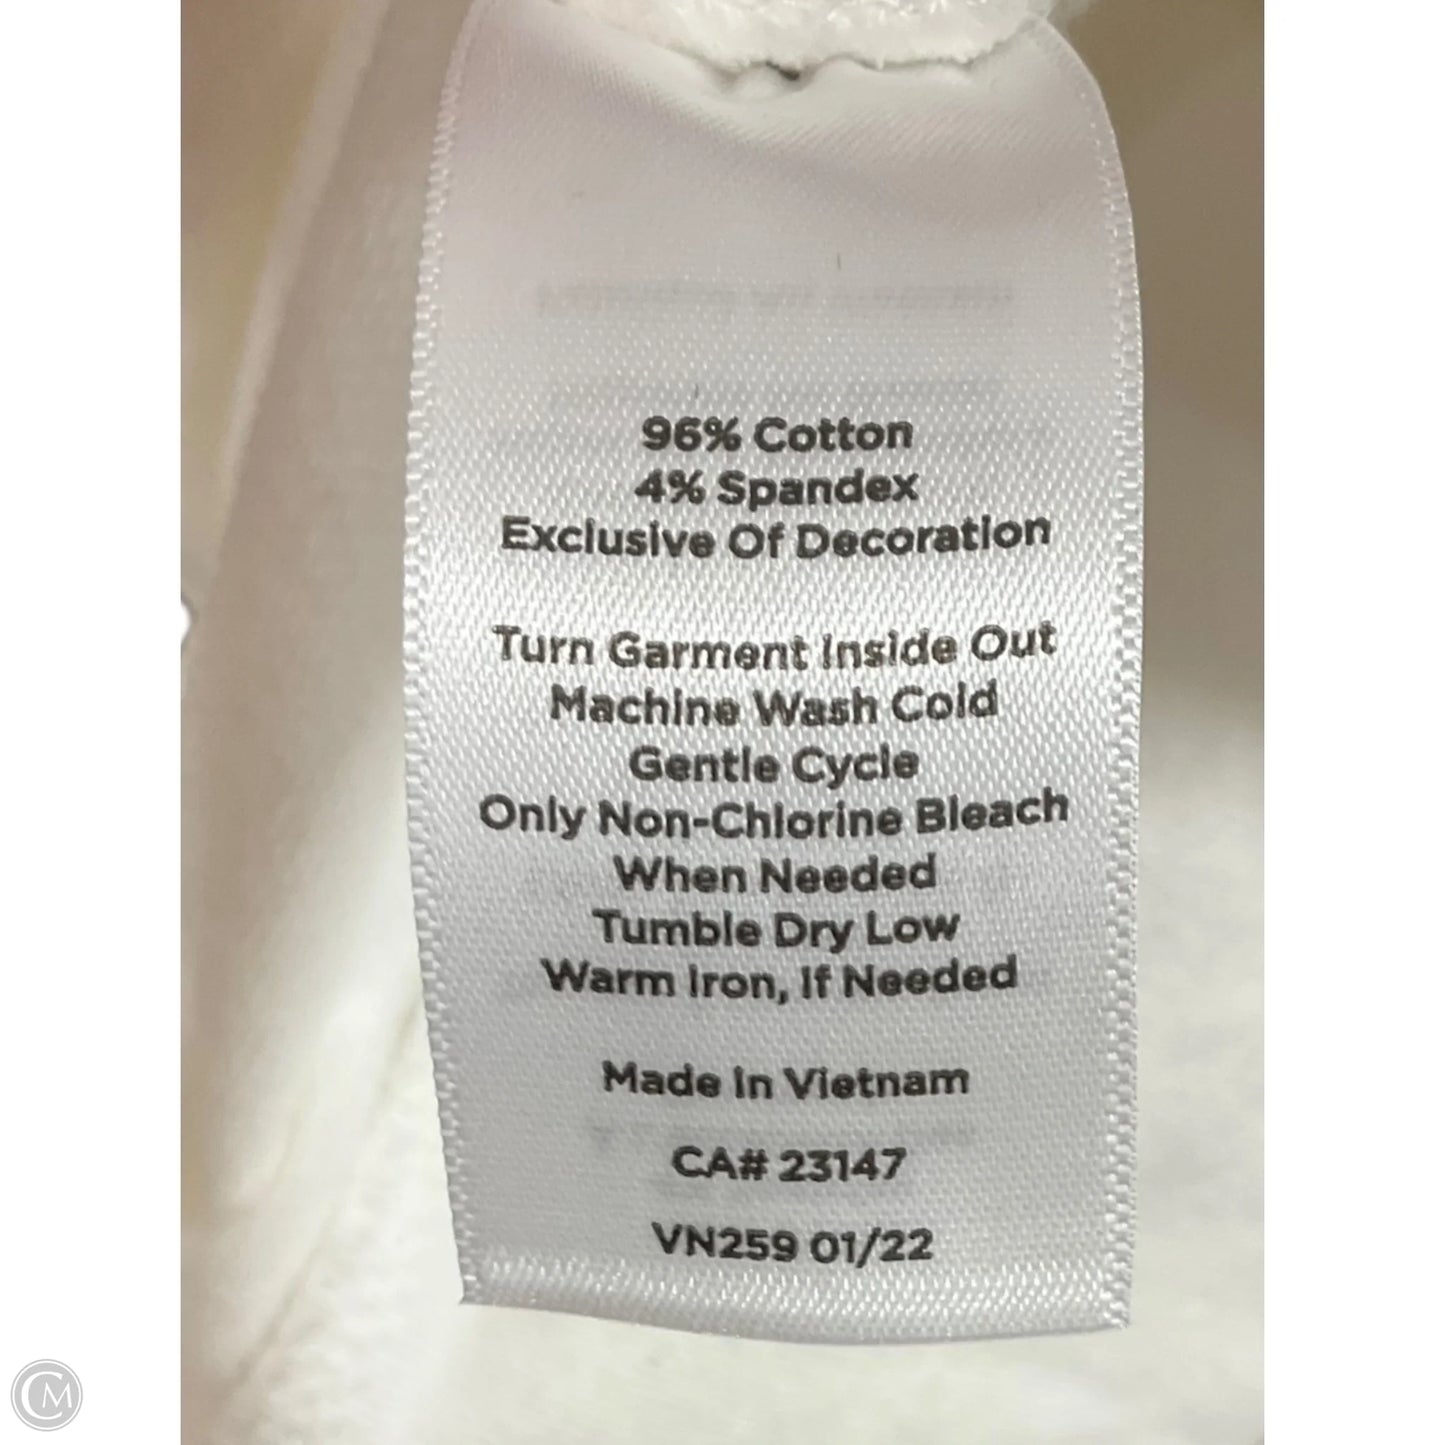 96% Cotton
4% Spandex
Exclusive Of Decoration
Turn Garment Inside Out
Machine Wash Cold
Gentle Cycle
Only Non-Chlorine Bleach
When Needed
Tumble Dry Low
Warm Iron, If Needed
Made In Vietnam
CA# 23147
VN259 01/22
CM